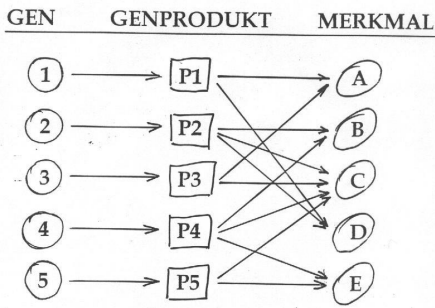 GEN GENPRODUKT MERKMAL
1 P1 A
2 P2 B
3 P3 C
4 P4 D
5 P5 E